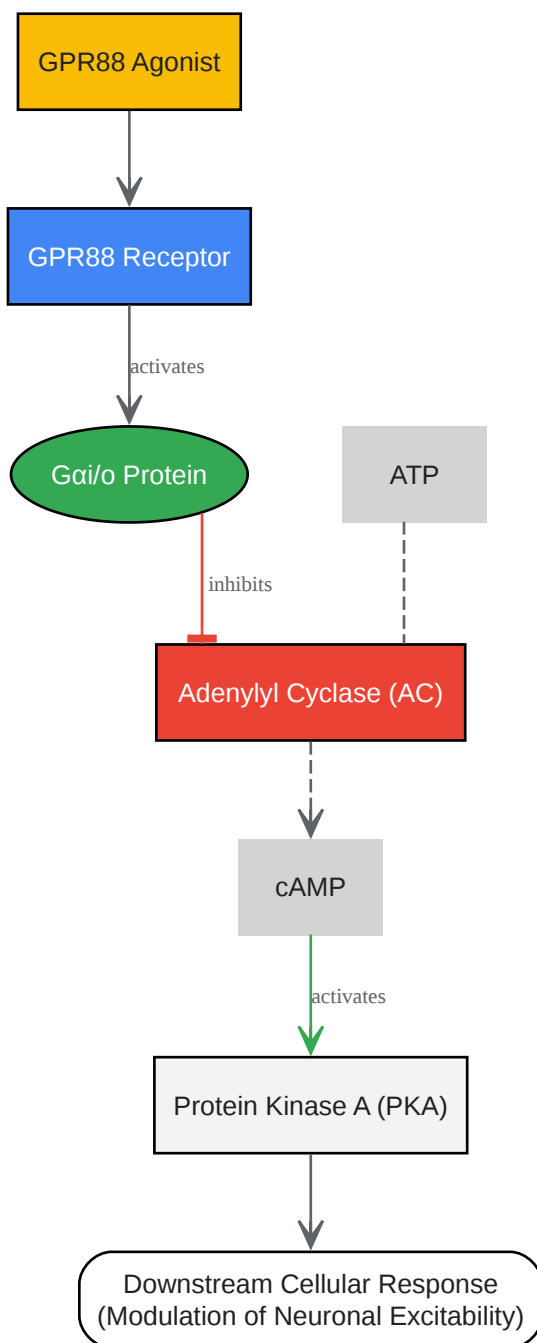 GPR88 Agonist
GPR88 Receptor
activates
Gαi/o Protein
ATP
inhibits
Adenylyl Cyclase (AC)
cAMP
activates
Protein Kinase A (PKA)
Downstream Cellular Response
(Modulation of Neuronal Excitability)